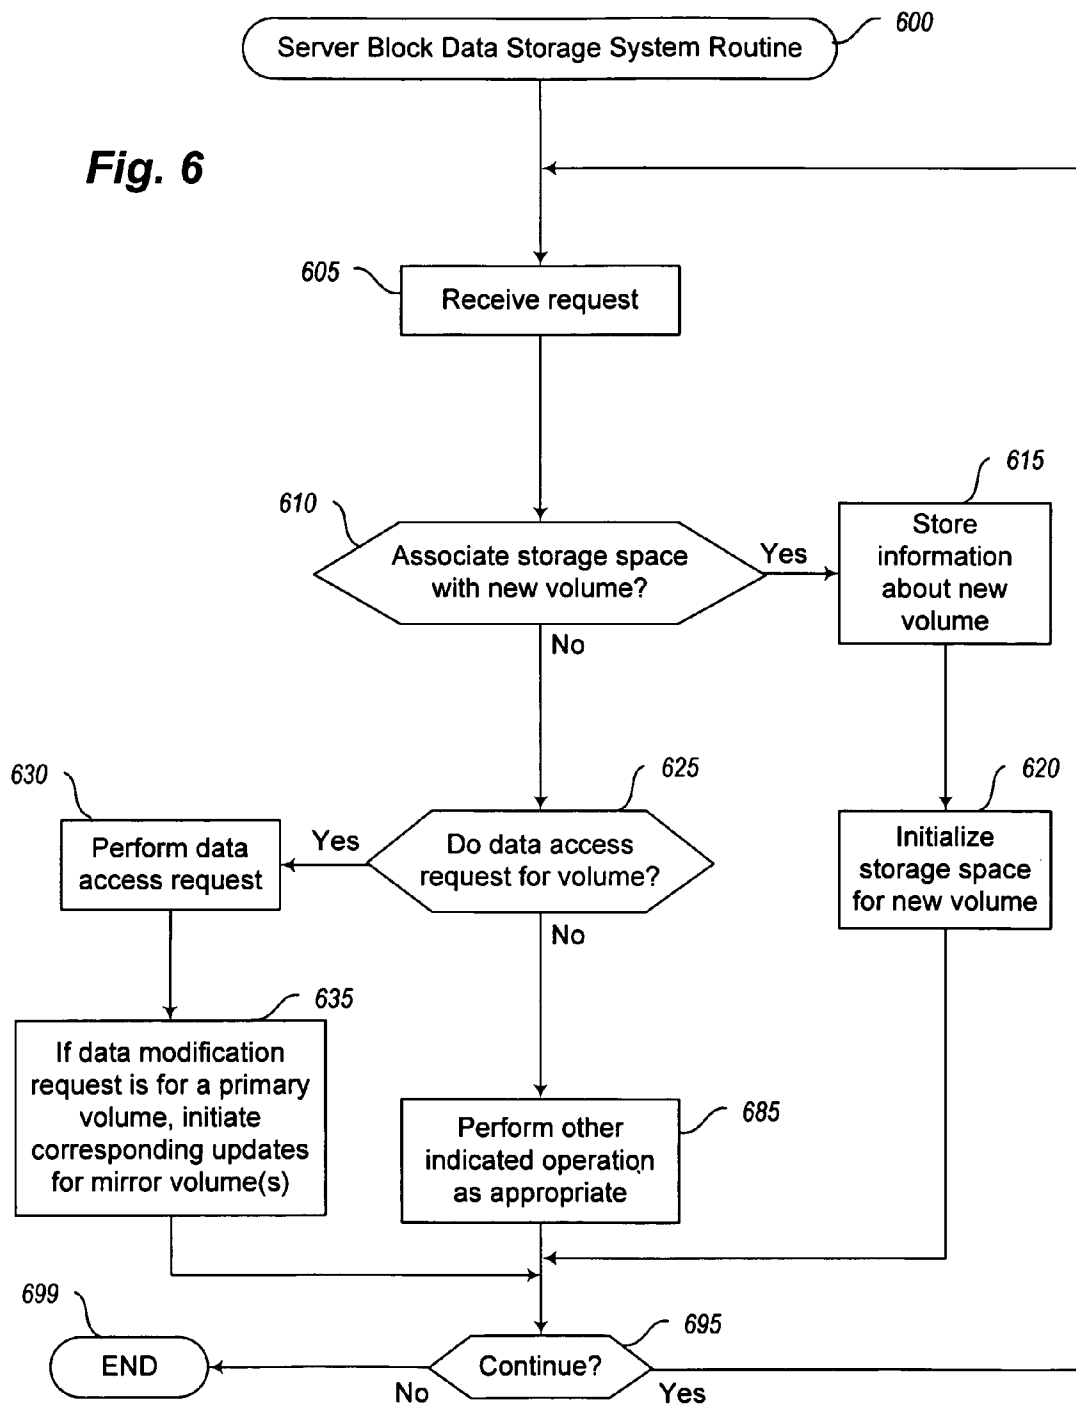 600
Server Block Data Storage System Routine
Fig. 6
605
Receive request
610
615
Associate storage space
with new volume?
Yes
Store
information
about new
volume
No
630
625
620
Perform data
access request
Yes
Do data access
request for volume?
Initialize
storage space
for new volume
No
635
If data modification
request is for a primary
volume, initiate
corresponding updates
for mirror volume(s)
685
Perform other
indicated operation
as appropriate
699
695
END
No
Continue?
Yes